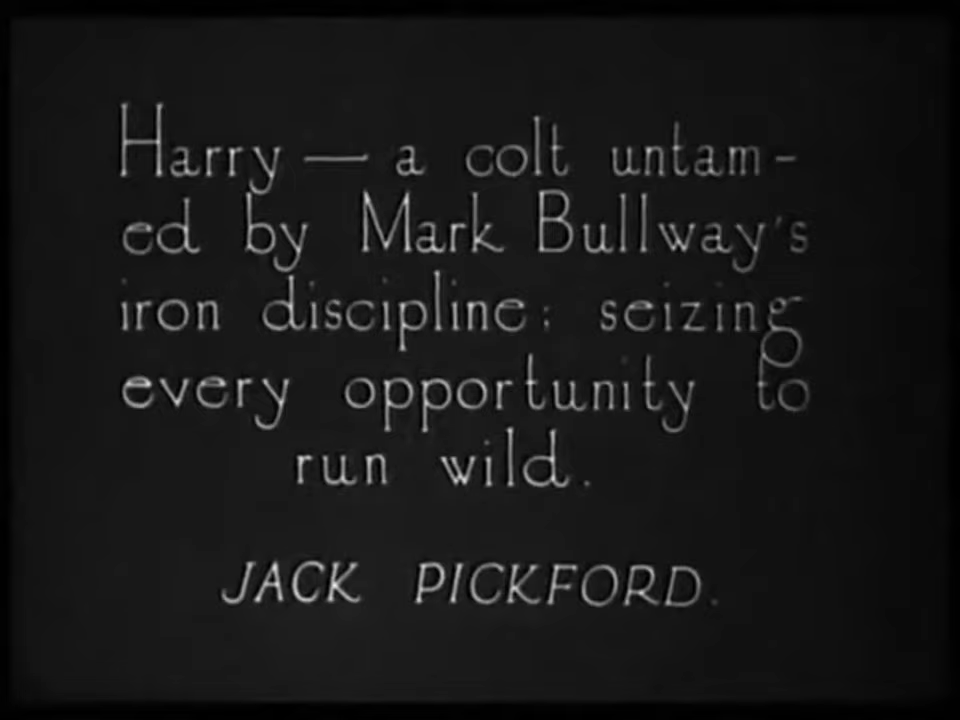 Harry — a colt untam-
ed by Mark Bullway's
iron discipline; seizing
every opportunity to
run wild.
JACK PICKFORD.